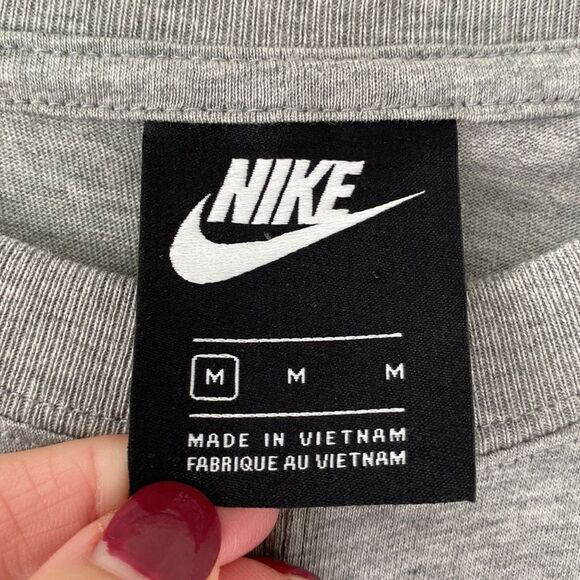 NIKE
M M M
MADE IN VIETNAM
FABRIQUE AU VIETNAM